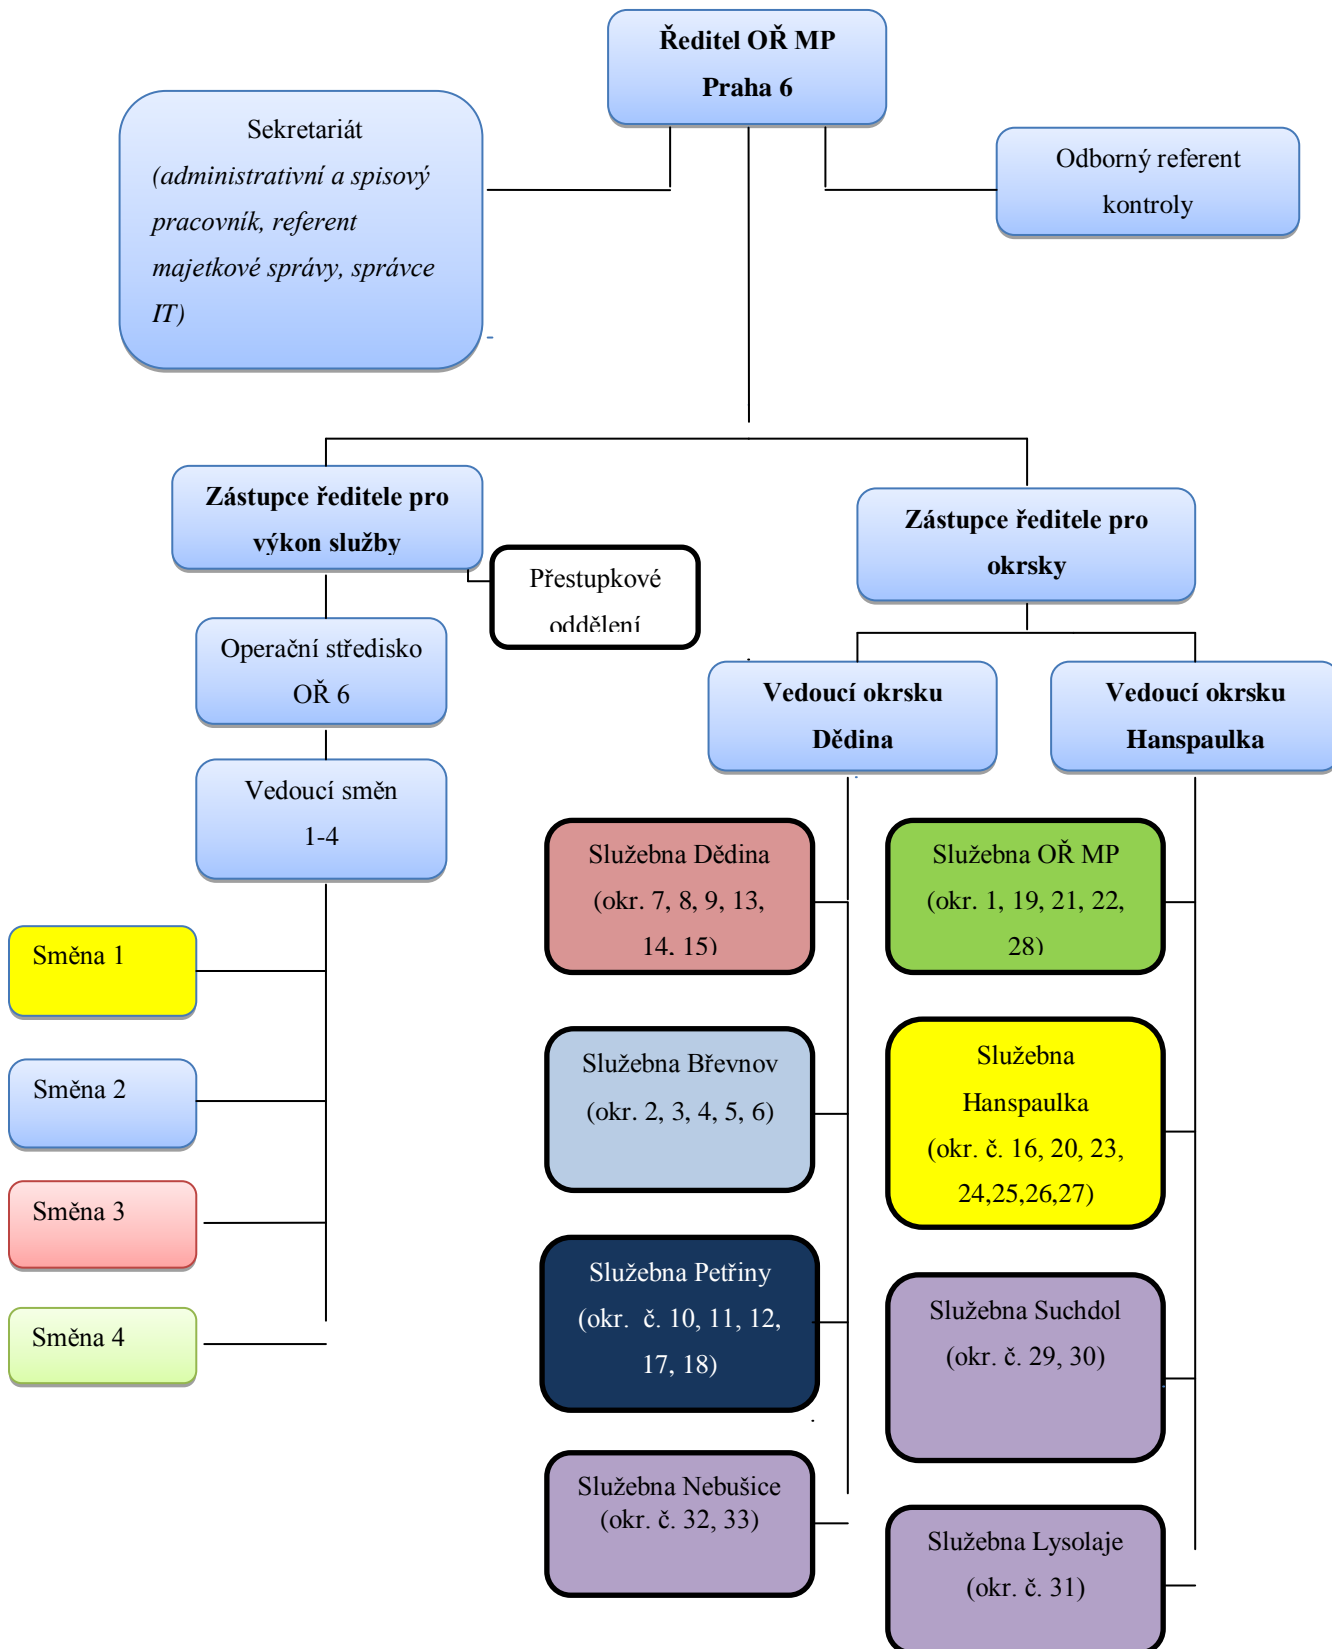 Ředitel OŘ MP
Praha 6
Sekretariát
(administrativní a spisový
pracovník, referent
majetkové správy, správce
IT)
Odborný referent
kontroly
Zástupce ředitele pro
výkon služby
Přestupkové
oddělení
Operační středisko
OŘ 6
Vedoucí směn
1-4
Směna 1
Směna 2
Směna 3
Směna 4
Zástupce ředitele pro
okrsky
Vedoucí okrsku
Dědina
Služebna Dědina
(okr. 7, 8, 9, 13,
14, 15)
Služebna Břevnov
(okr. 2, 3, 4, 5, 6)
Služebna Petřiny
(okr. č. 10, 11, 12,
17, 18)
Služebna Nebušice
(okr. č. 32, 33)
Vedoucí okrsku
Hanspaulka
Služebna OŘ MP
(okr. 1, 19, 21, 22,
28)
Služebna
Hanspaulka
(okr. č. 16, 20, 23,
24,25,26,27)
Služebna Suchdol
(okr. č. 29, 30)
Služebna Lysolaje
(okr. č. 31)